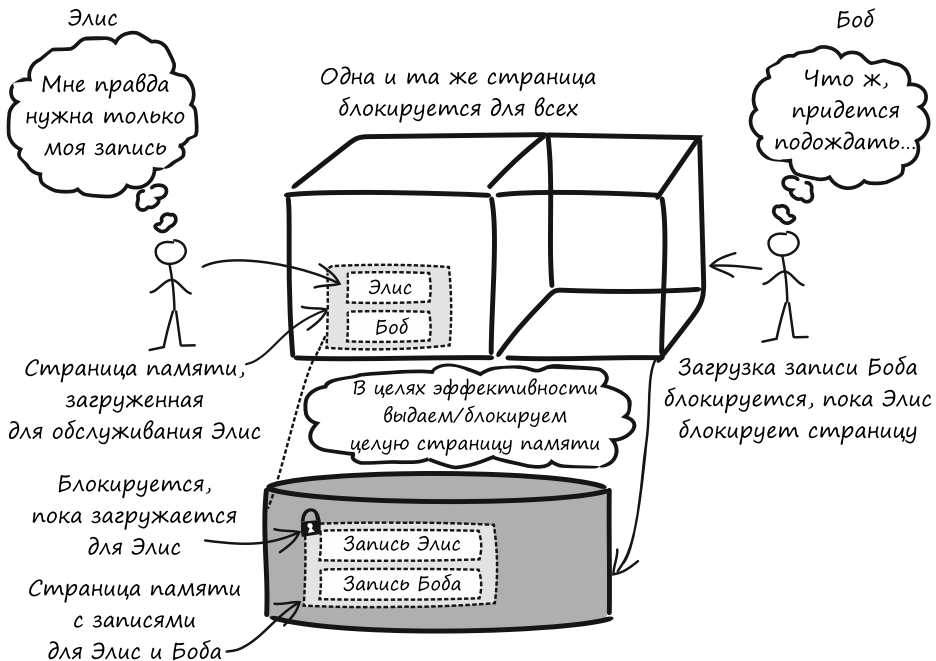 Элис
Мне правда
нужна только
моя запись
Одна и та же страница
блокируется для всех
Боб
Что ж,
придется
подождать...
Элис
Боб
Страница памяти,
загруженная
для обслуживания Элис
В целях эффективности
выдаем/блокируем
целую страницу памяти
Загрузка записи Боба
блокируется, пока Элис
блокирует страницу
Блокируется,
пока загружается
для Элис
Запись Элис
Запись Боба
Страница памяти
с записями
для Элис и Боба